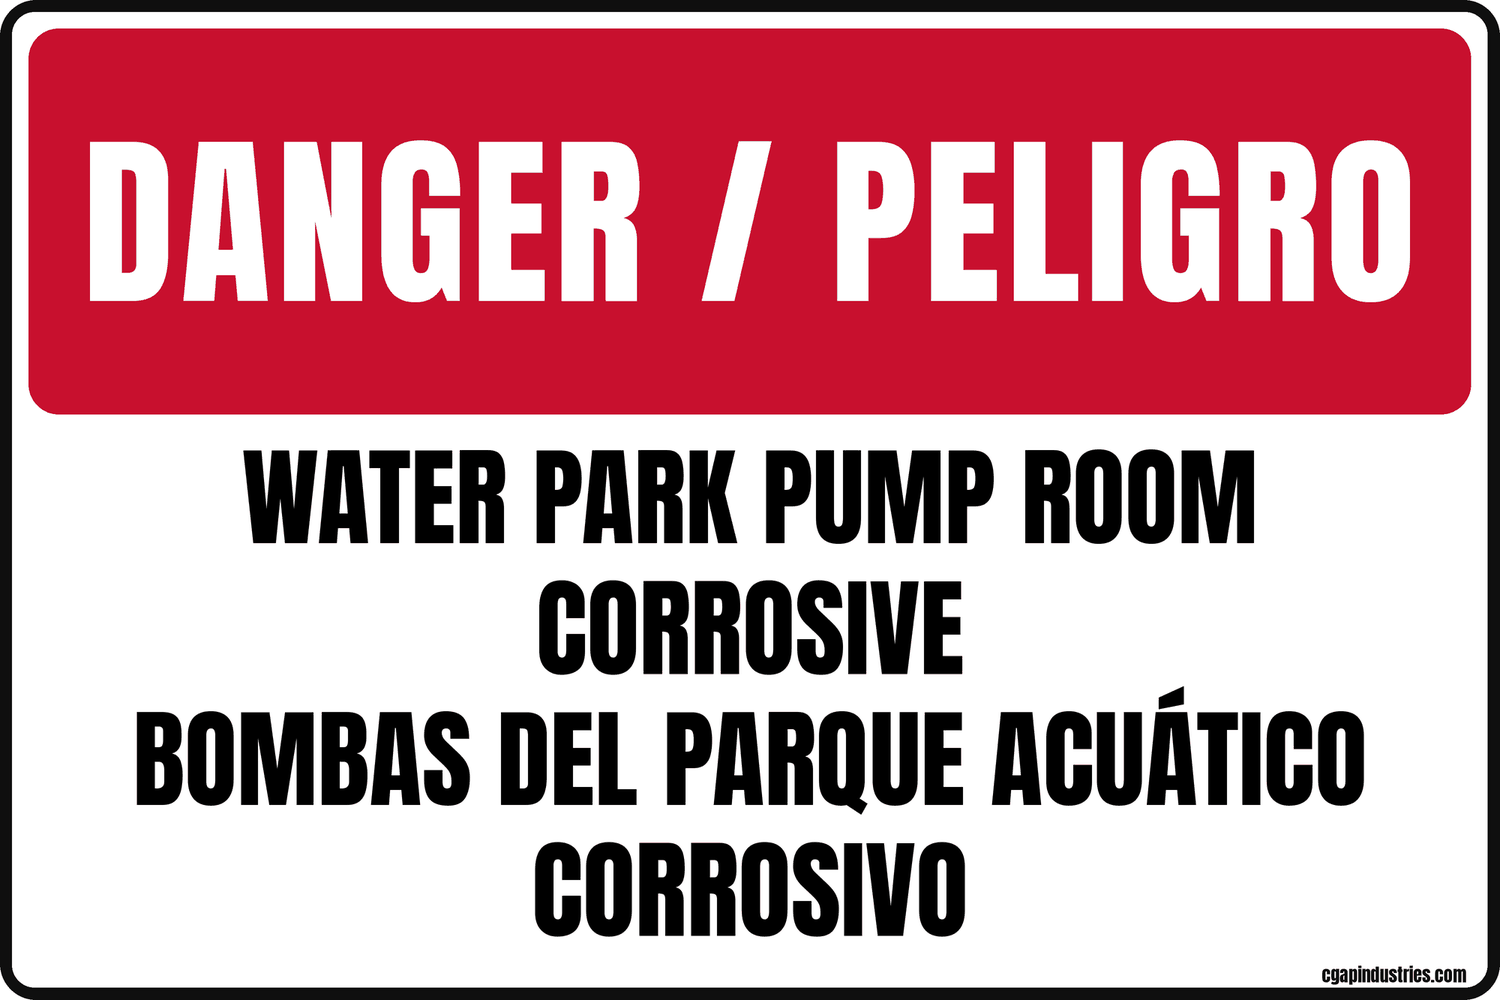 DANGER / PELIGRO
WATER PARK PUMP ROOM
CORROSIVE
BOMBAS DEL PARQUE ACUÁTICO
CORROSIVO
cgapindustries.com